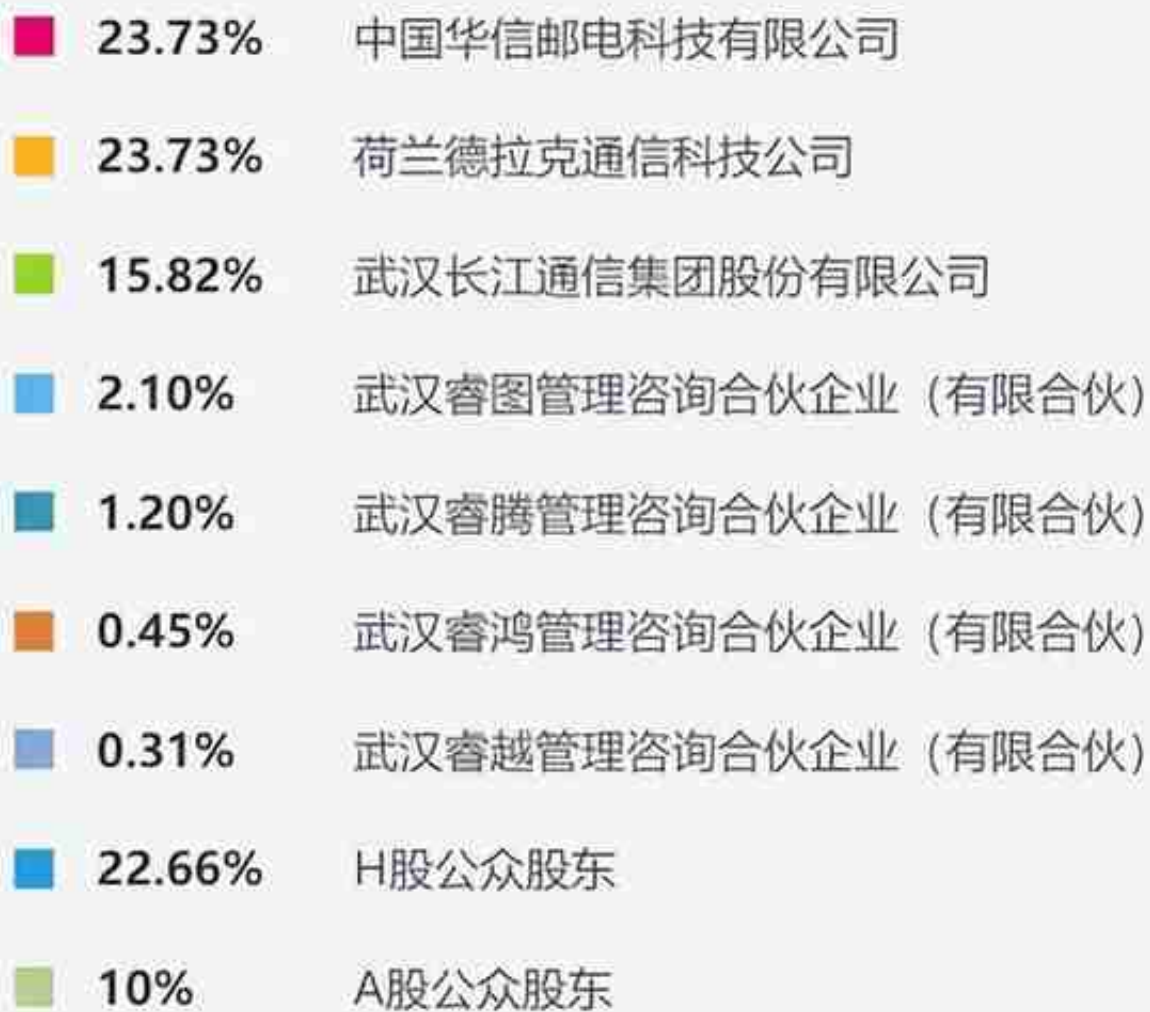 23.73% 中国华信邮电科技有限公司
23.73% 荷兰德拉克通信科技公司
15.82% 武汉长江通信集团股份有限公司
2.10% 武汉睿图管理咨询合伙企业（有限合伙）
1.20% 武汉睿腾管理咨询合伙企业（有限合伙）
0.45% 武汉睿鸿管理咨询合伙企业（有限合伙）
0.31% 武汉睿越管理咨询合伙企业（有限合伙）
22.66% H股公众股东
10% A股公众股东